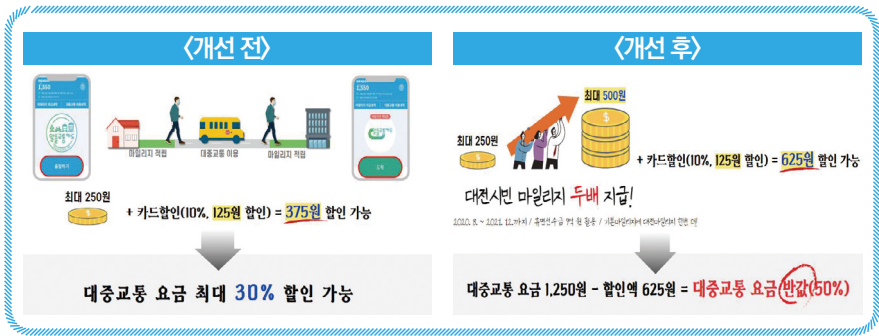 〈개선 전〉
1,250
1,250
마일리지 적립
대중교통 이용
마일리지 적립
최대 250원
+ 카드할인(10%, 125원 할인) = 375원 할인 가능
대중교통 요금 최대 30% 할인 가능
〈개선 후〉
최대 500원
최대 250원
+ 카드할인(10%, 125원 할인) = 625원 할인 가능
대전시민 마일리지 두배 지급!
대중교통 요금 1,250원 - 할인액 625원 = 대중교통 요금 반값(50%)